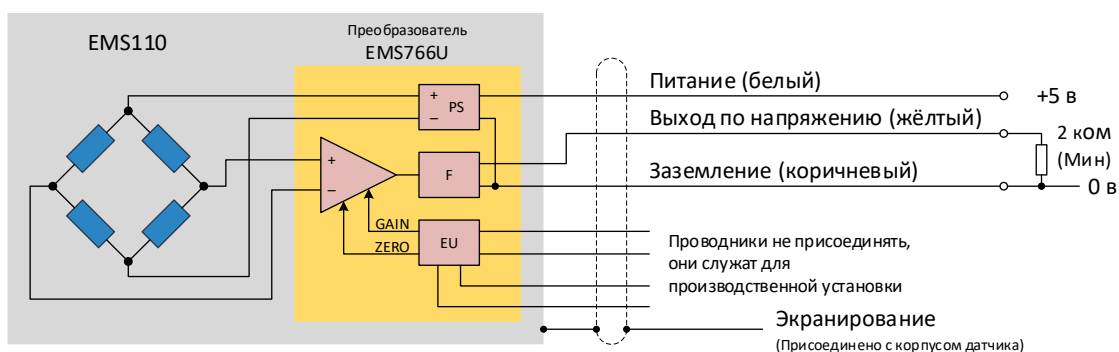 EMS110
Преобразователь
EMS766U
+
−
PS
+
−
F
GAIN
ZERO
EU
Питание (белый)
+5 в
Выход по напряжению (жёлтый)
2 ком
(Мин)
Заземление (коричневый)
0 в
Проводники не присоединять,
они служат для
производственной установки
Экранирование
(Присоединено с корпусом датчика)